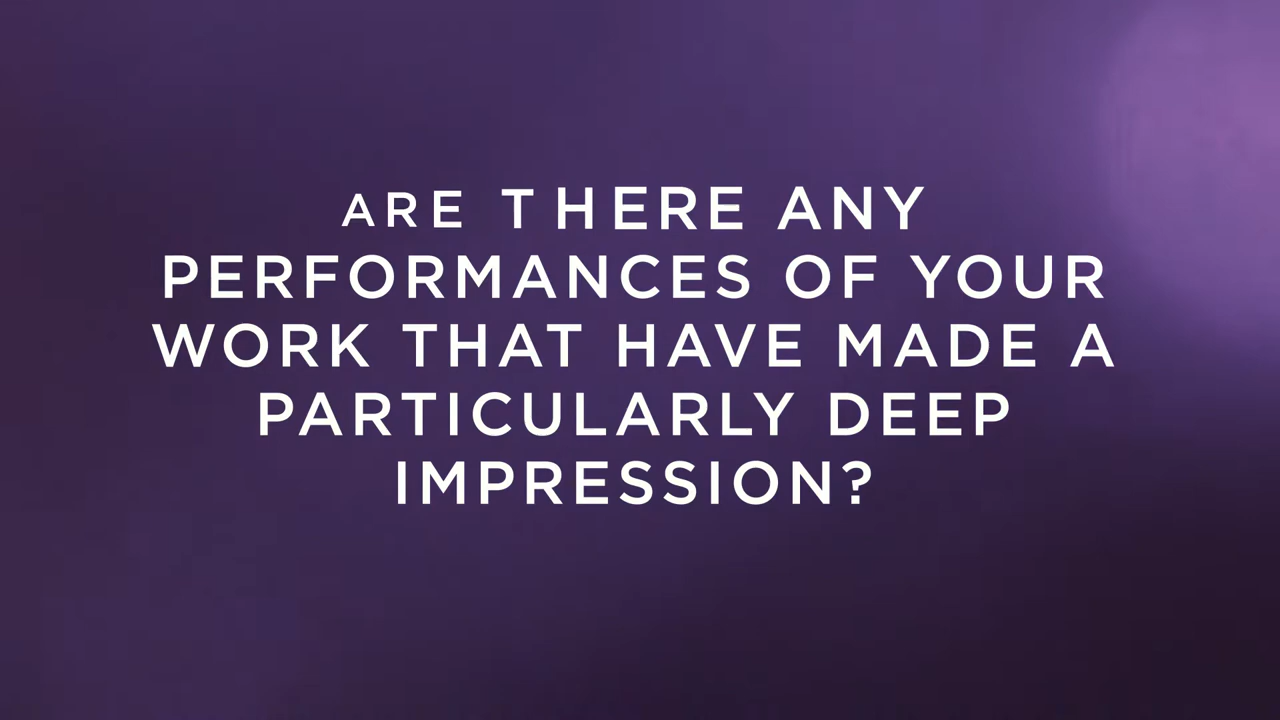 ARE THERE ANY
PERFORMANCES OF YOUR
WORK THAT HAVE MADE A
PARTICULARLY DEEP
IMPRESSION?